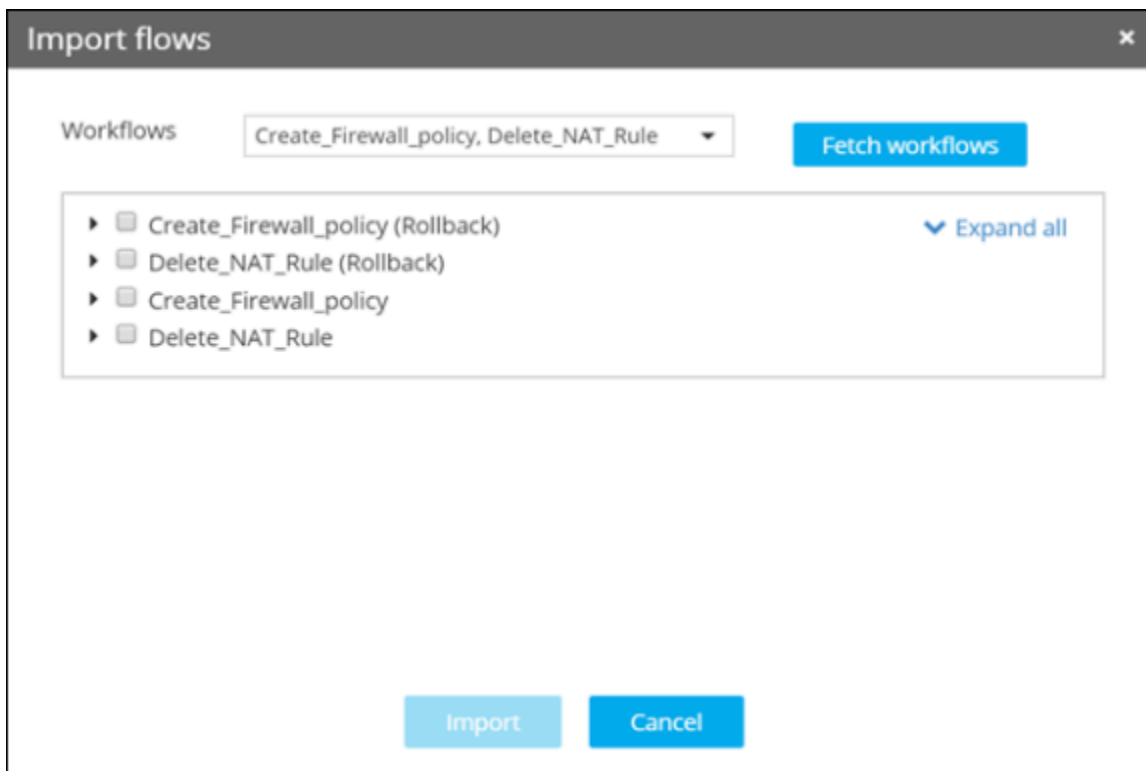 Import flows
Workflows
Create_Firewall_policy, Delete_NAT_Rule
Fetch workflows
Create_Firewall_policy (Rollback)
Expand all
Delete_NAT_Rule (Rollback)
Create_Firewall_policy
Delete_NAT_Rule
Import
Cancel